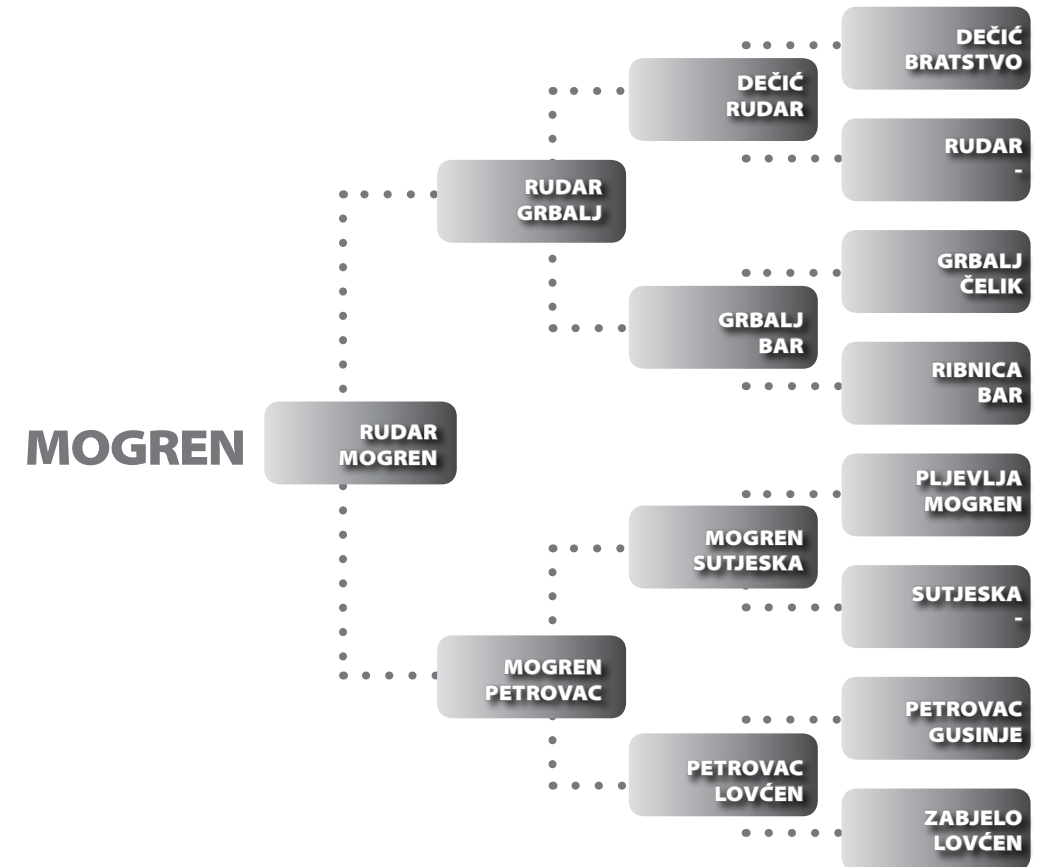 DEČIĆ
BRATSTVO
DEČIĆ
RUDAR
RUDAR
-
RUDAR
GRBALJ
GRBALJ
ČELIK
GRBALJ
BAR
RIBNICA
BAR
MOGREN
RUDAR
MOGREN
PLJEVLJA
MOGREN
MOGREN
SUTJESKA
SUTJESKA
-
MOGREN
PETROVAC
PETROVAC
GUSINJE
PETROVAC
LOVĆEN
ZABJELO
LOVĆEN